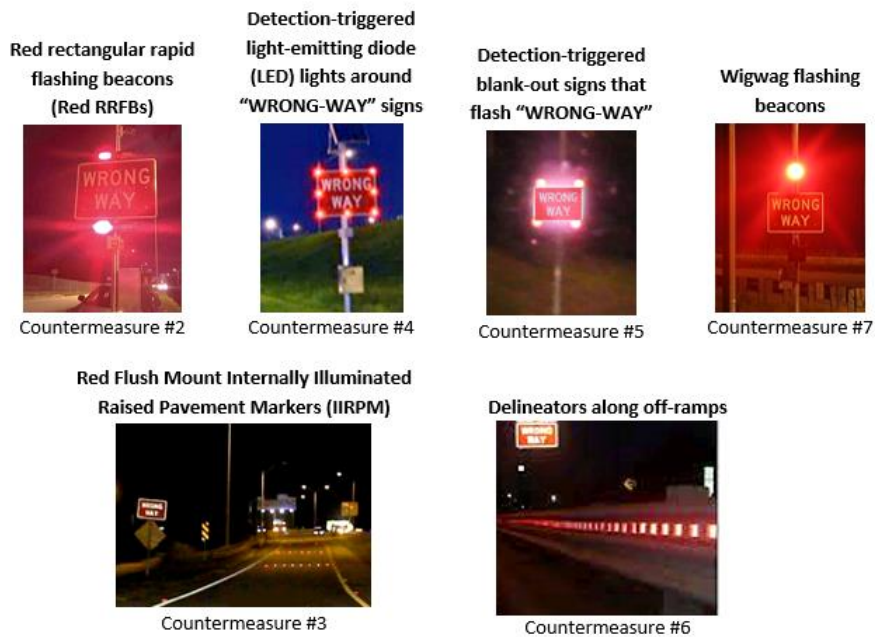 Red rectangular rapid
flashing beacons
(Red RRFBs)
WRONG
WAY
Countermeasure #2
Detection-triggered
light-emitting diode
(LED) lights around
“WRONG-WAY” signs
WRONG
WAY
Countermeasure #4
Detection-triggered
blank-out signs that
flash “WRONG-WAY”
WRONG
WAY
Countermeasure #5
Wigwag flashing
beacons
WRONG
WAY
Countermeasure #7
Red Flush Mount Internally Illuminated
Raised Pavement Markers (IIRPM)
WRONG
WAY
Countermeasure #3
Delineators along off-ramps
WRONG
WAY
Countermeasure #6